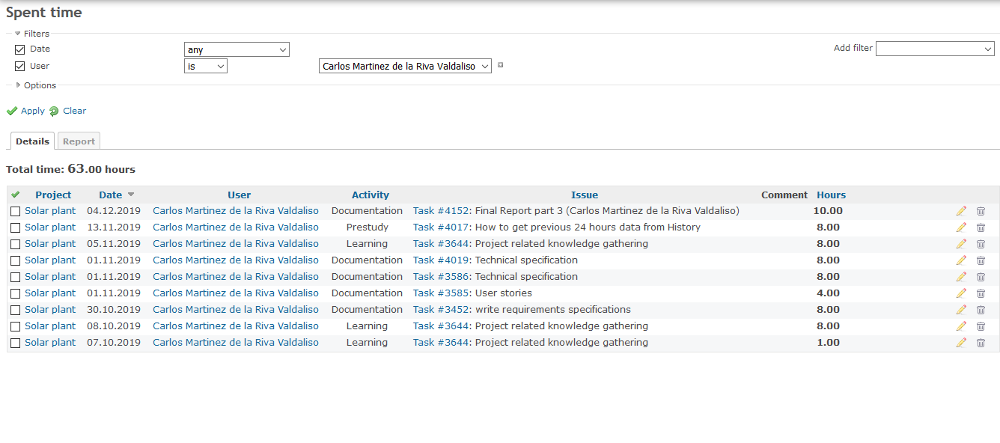 Spent time
Filters
Date any Add filter
User is Carlos Martinez de la Riva Valdaliso
Options
Apply Clear
Details Report
Total time: 63.00 hours
Project Date User Activity Issue Comment Hours
Solar plant 04.12.2019 Carlos Martinez de la Riva Valdaliso Documentation Task #4152: Final Report part 3 (Carlos Martinez de la Riva Valdaliso) 10.00
Solar plant 13.11.2019 Carlos Martinez de la Riva Valdaliso Prestudy Task #4017: How to get previous 24 hours data from History 8.00
Solar plant 05.11.2019 Carlos Martinez de la Riva Valdaliso Learning Task #3644: Project related knowledge gathering 8.00
Solar plant 01.11.2019 Carlos Martinez de la Riva Valdaliso Documentation Task #4019: Technical specification 8.00
Solar plant 01.11.2019 Carlos Martinez de la Riva Valdaliso Documentation Task #3586: Technical specification 8.00
Solar plant 01.11.2019 Carlos Martinez de la Riva Valdaliso Documentation Task #3585: User stories 4.00
Solar plant 30.10.2019 Carlos Martinez de la Riva Valdaliso Documentation Task #3452: write requirements specifications 8.00
Solar plant 08.10.2019 Carlos Martinez de la Riva Valdaliso Learning Task #3644: Project related knowledge gathering 8.00
Solar plant 07.10.2019 Carlos Martinez de la Riva Valdaliso Learning Task #3644: Project related knowledge gathering 1.00